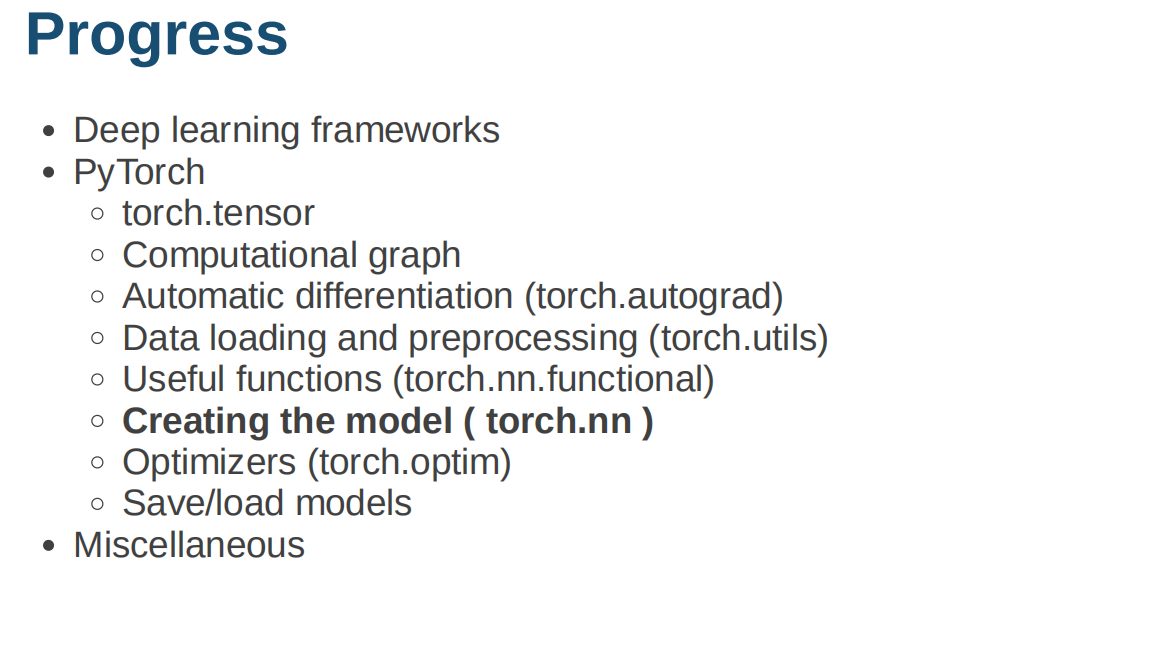 Progress
Deep learning frameworks
PyTorch
torch.tensor
Computational graph
Automatic differentiation (torch.autograd)
Data loading and preprocessing (torch.utils)
Useful functions (torch.nn.functional)
Creating the model ( torch.nn )
Optimizers (torch.optim)
Save/load models
Miscellaneous